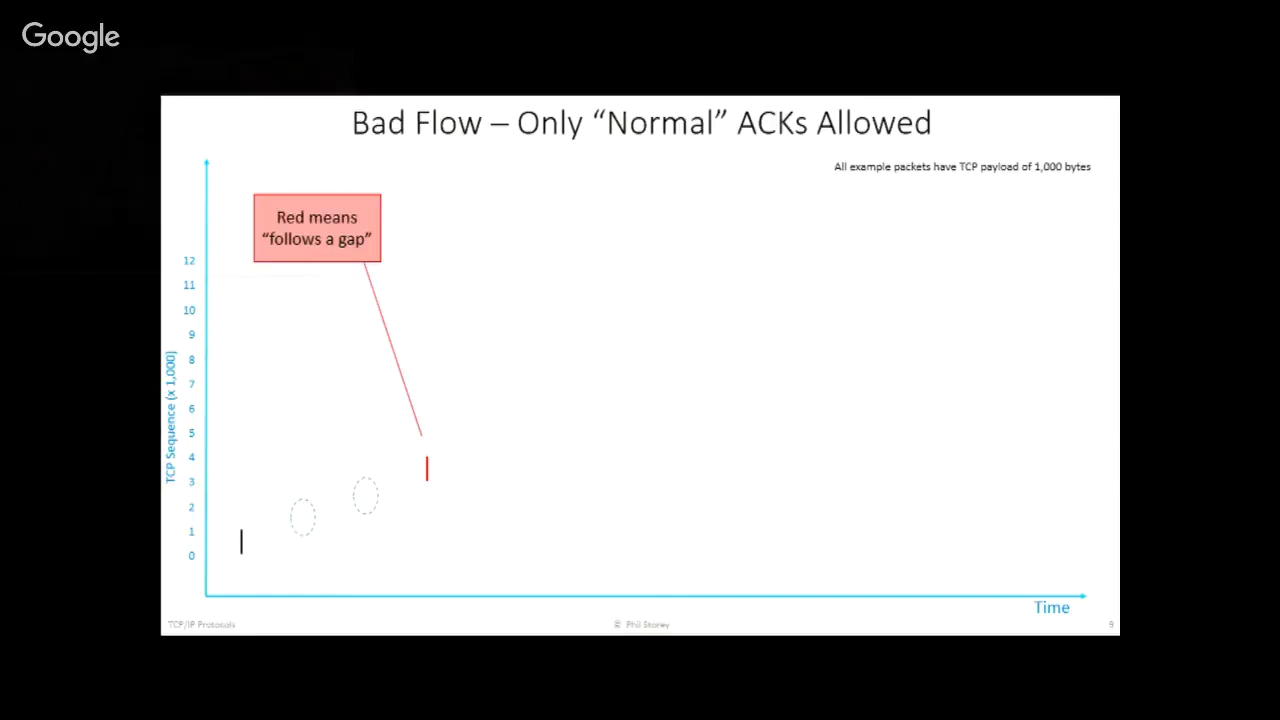 Google
Bad Flow – Only “Normal” ACKs Allowed
All example packets have TCP payload of 1,000 bytes
Red means
“follows a gap”
12
11
10
9
8
7
6
5
4
3
2
1
0
TCP Sequence (x 1,000)
Time
TCP/IP Protocols
© Phil Storey
9